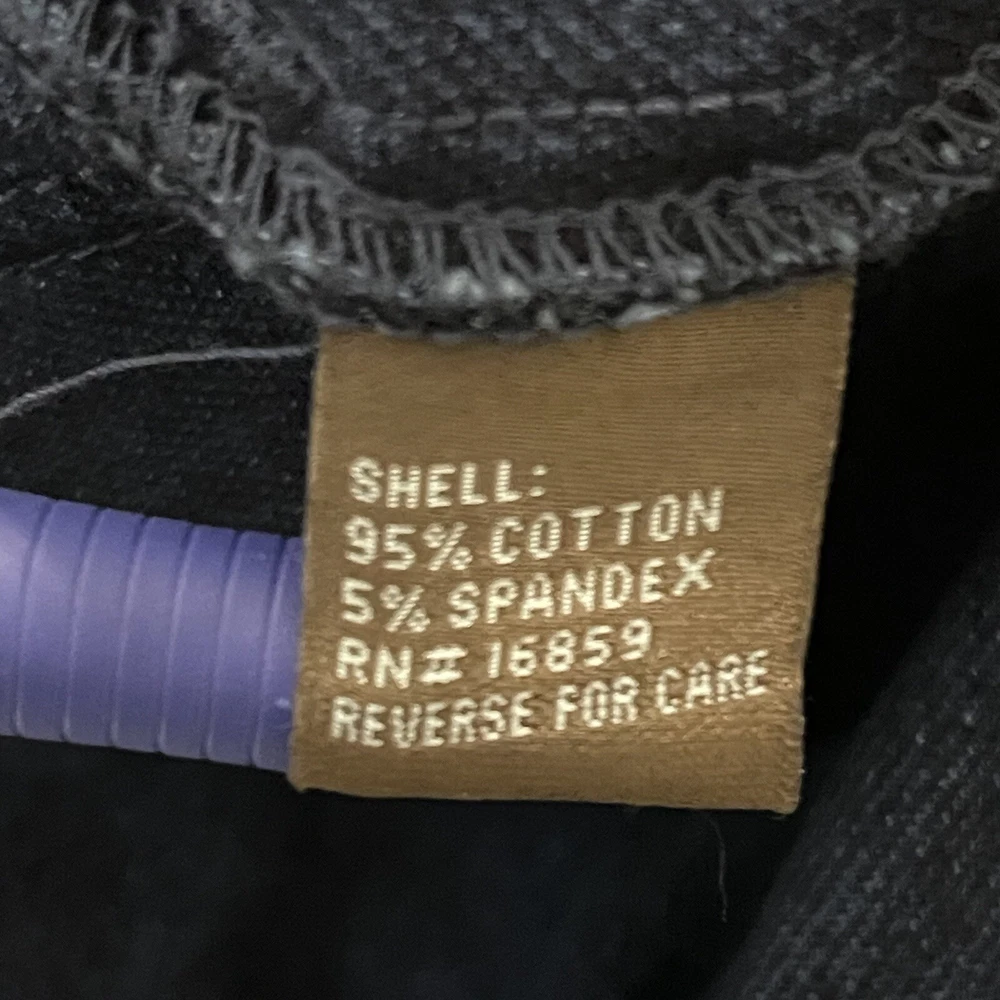 SHELL:
95% COTTON
5% SPANDEX
RN# 16859
REVERSE FOR CARE